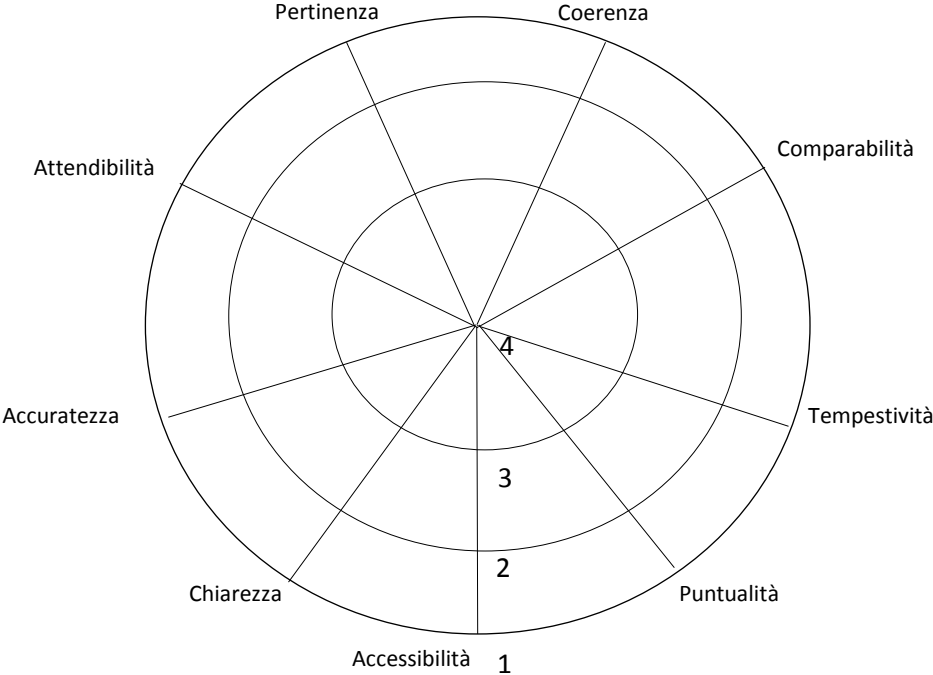 Pertinenza
Coerenza
Comparabilità
Attendibilità
4
Accuratezza
Tempestività
3
2
Chiarezza
Puntualità
Accessibilità
1